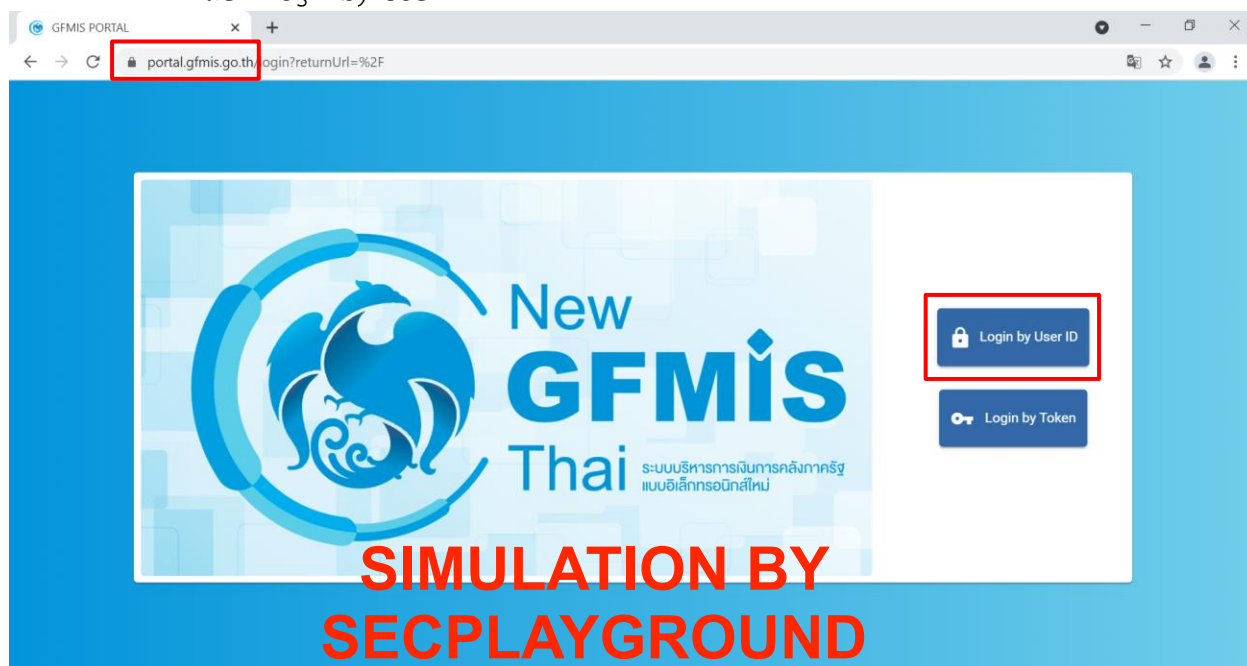 GFMIS PORTAL
portal.gfmis.go.th/login?returnUrl=%2F
New
GFMIS
Thai
ระบบบริหารการเงินการคลังภาครัฐ
แบบอิเล็กทรอนิกส์ใหม่
Login by User ID
Login by Token
SIMULATION BY
SECPLAYGROUND